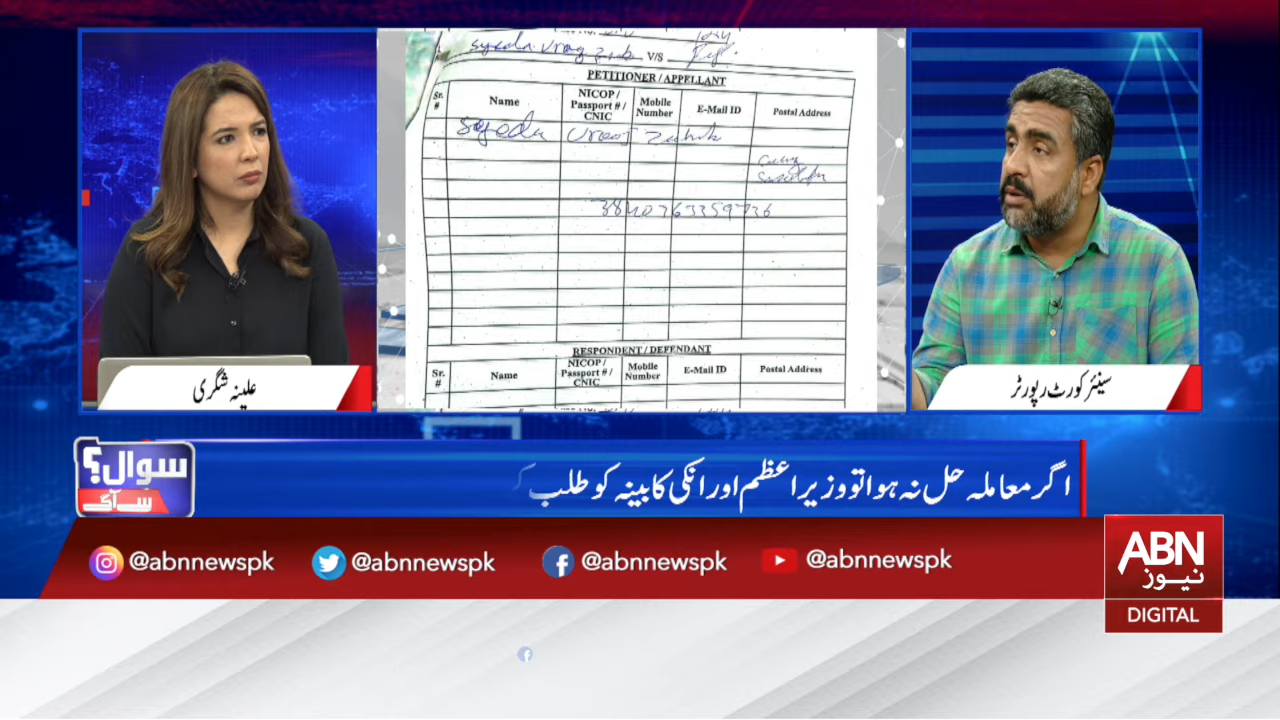 V/S
PETITIONER / APPELLANT
Sr. # Name NICOP / Passport # / CNIC Mobile Number E-Mail ID Postal Address
RESPONDENT / DEFENDANT
Sr. # Name NICOP / Passport # / CNIC Mobile Number E-Mail ID Postal Address
علینہ شگری
سینئر کورٹ رپورٹر
سوال؟
سے آگے
اگر معاملہ حل نہ ہوا تو وزیراعظم اور انکی کابینہ کو طلب
@abnnewspk
@abnnewspk
@abnnewspk
@abnnewspk
ABN
نیوز
DIGITAL